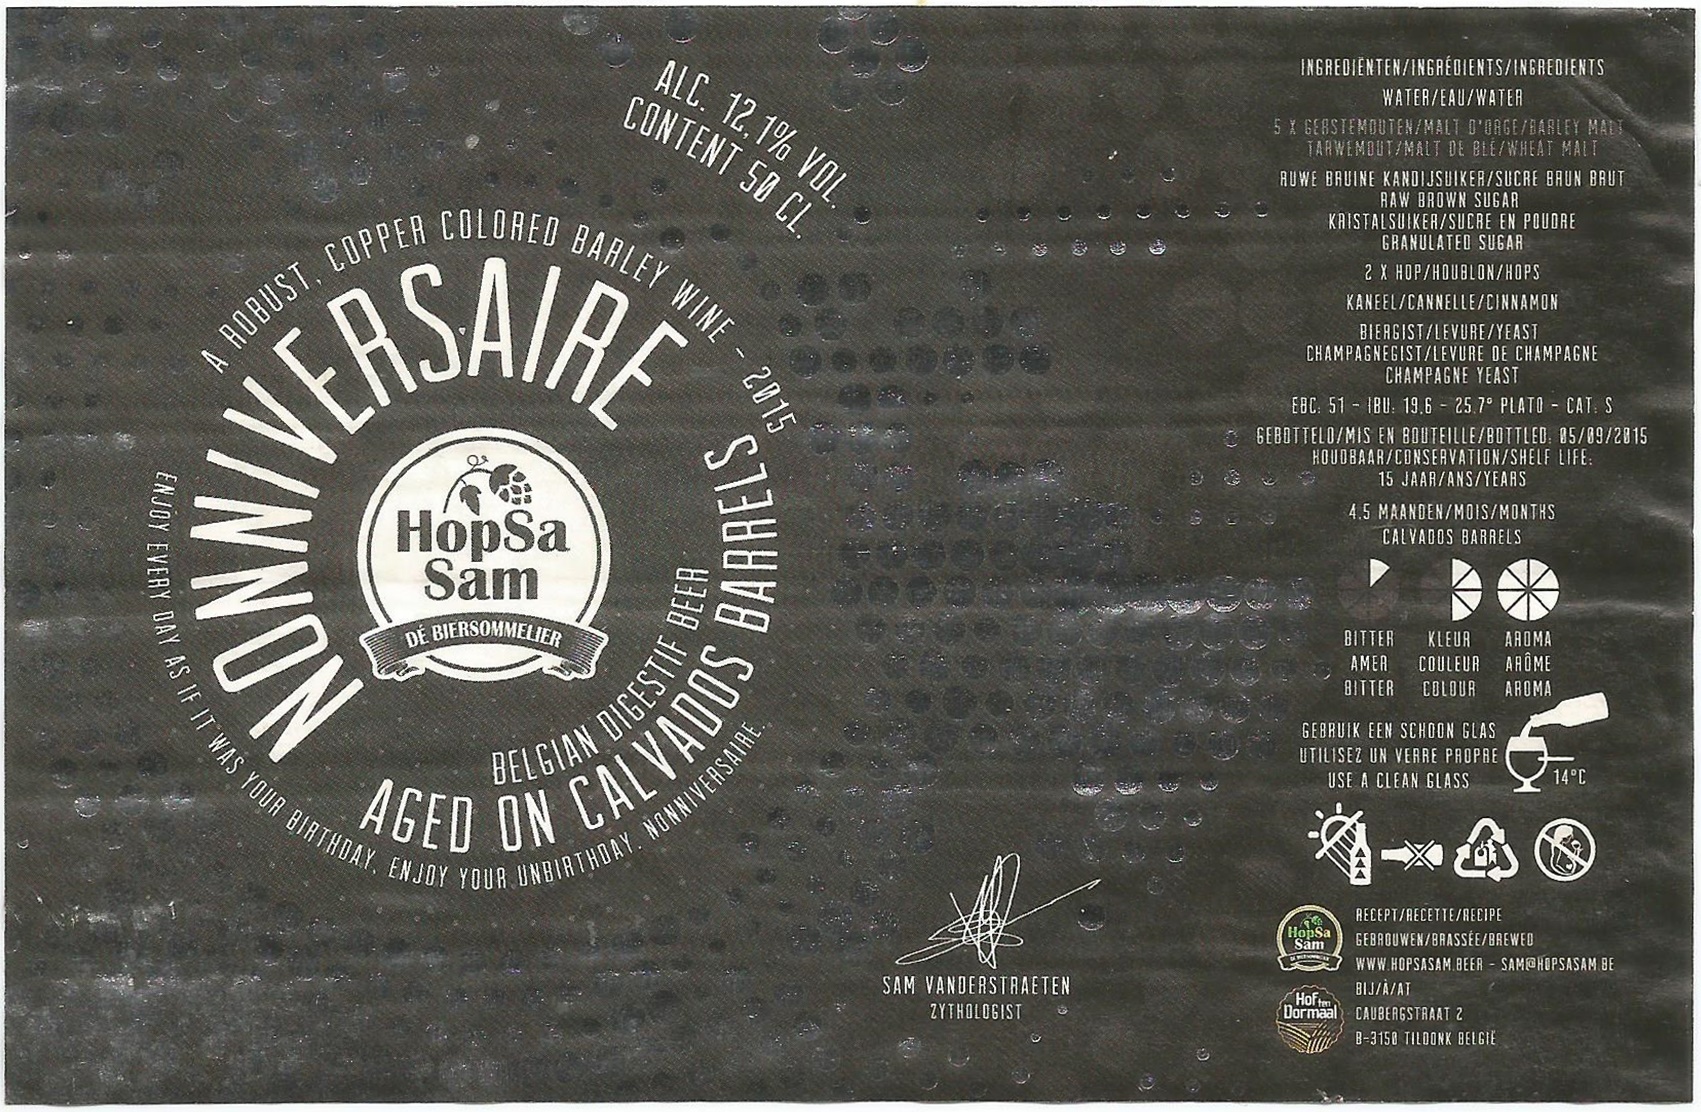 ALC. 12,1% VOL.
CONTENT 50 CL.
A ROBUST, COPPER COLORED BARLEY WINE - 2015
NONNIVERSAIRE
HopSa
Sam
DÉ BIERSOMMELIER
BELGIAN DIGESTIF BEER
AGED ON CALVADOS BARRELS
ENJOY EVERY DAY AS IF IT WAS YOUR BIRTHDAY, ENJOY YOUR UNBIRTHDAY. NONNIVERSAIRE.
SAM VANDERSTRAETEN
ZYTHOLOGIST
INGREDIËNTEN/INGRÉDIENTS/INGREDIENTS
WATER/EAU/WATER
5 X GERSTEMOUTEN/MALT D'ORGE/BARLEY MALT
TARWEMOUT/MALT DE BLÉ/WHEAT MALT
RUWE BRUINE KANDIJSUIKER/SUCRE BRUN BRUT
RAW BROWN SUGAR
KRISTALSUIKER/SUCRE EN POUDRE
GRANULATED SUGAR
2 X HOP/HOUBLON/HOPS
KANEEL/CANNELLE/CINNAMON
BIERGIST/LEVURE/YEAST
CHAMPAGNEGIST/LEVURE DE CHAMPAGNE
CHAMPAGNE YEAST
EBC: 51 - IBU: 19,6 - 25,7° PLATO - CAT: S
GEBOTTELD/MIS EN BOUTEILLE/BOTTLED: 05/09/2015
HOUDBAAR/CONSERVATION/SHELF LIFE:
15 JAAR/ANS/YEARS
4,5 MAANDEN/MOIS/MONTHS
CALVADOS BARRELS
BITTER KLEUR AROMA
AMER COULEUR ARÔME
BITTER COLOUR AROMA
GEBRUIK EEN SCHOON GLAS
UTILISEZ UN VERRE PROPRE
USE A CLEAN GLASS
14°C
HopSa
Sam
DÉ BIERSOMMELIER
RECEPT/RECETTE/RECIPE
GEBROUWEN/BRASSÉE/BREWED
WWW.HOPSASAM.BEER - SAM@HOPSASAM.BE
Hof ten
Dormaal
BIJ/À/AT
CAUBERGSTRAAT 2
B-3150 TILDONK BELGIË